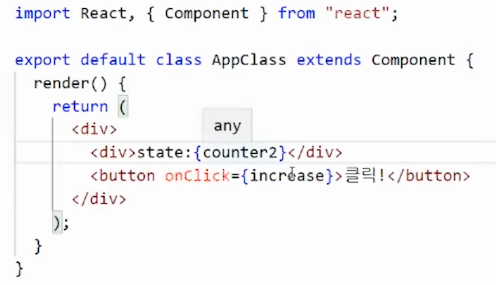 import React, { Component } from "react";
export default class AppClass extends Component {
render() {
return (
<div>
any
<div>state:{counter2}</div>
<button onClick={increase}>클릭!</button>
</div>
);
}
}